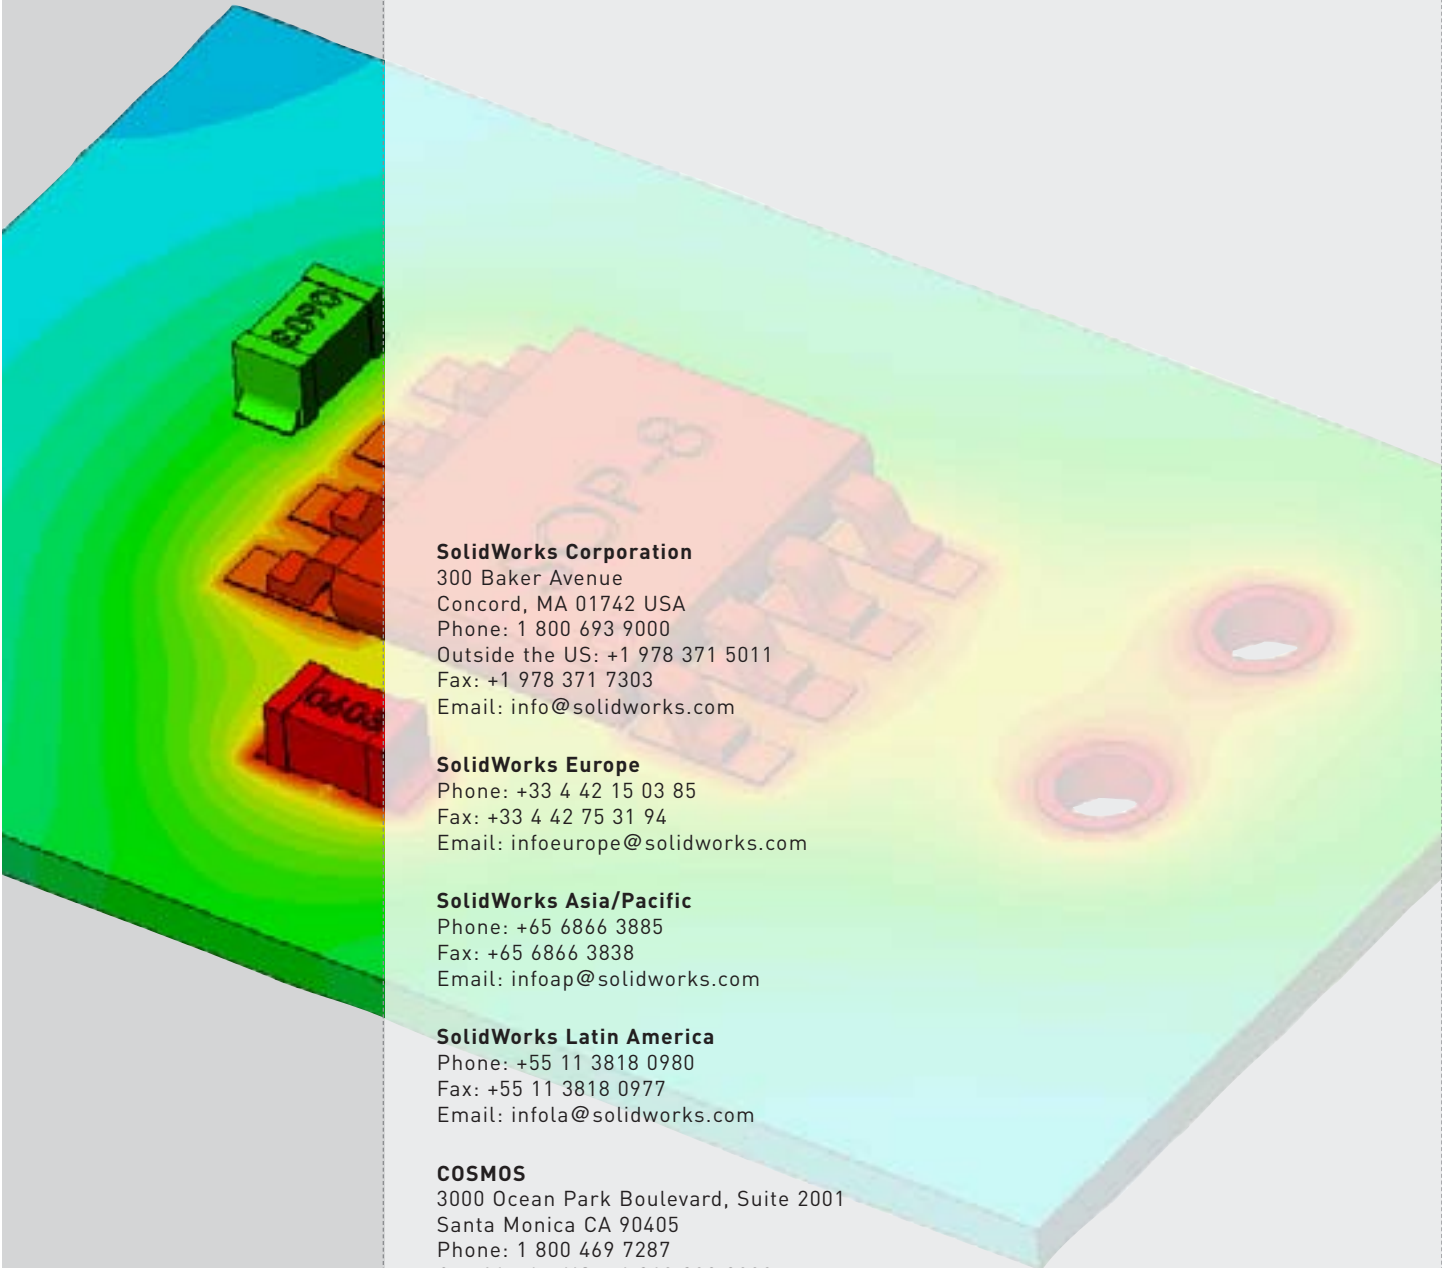 0603
SOP-8
0603
SolidWorks Corporation
300 Baker Avenue
Concord, MA 01742 USA
Phone: 1 800 693 9000
Outside the US: +1 978 371 5011
Fax: +1 978 371 7303
Email: info@solidworks.com
SolidWorks Europe
Phone: +33 4 42 15 03 85
Fax: +33 4 42 75 31 94
Email: infoeurope@solidworks.com
SolidWorks Asia/Pacific
Phone: +65 6866 3885
Fax: +65 6866 3838
Email: infoap@solidworks.com
SolidWorks Latin America
Phone: +55 11 3818 0980
Fax: +55 11 3818 0977
Email: infola@solidworks.com
COSMOS
3000 Ocean Park Boulevard, Suite 2001
Santa Monica CA 90405
Phone: 1 800 469 7287